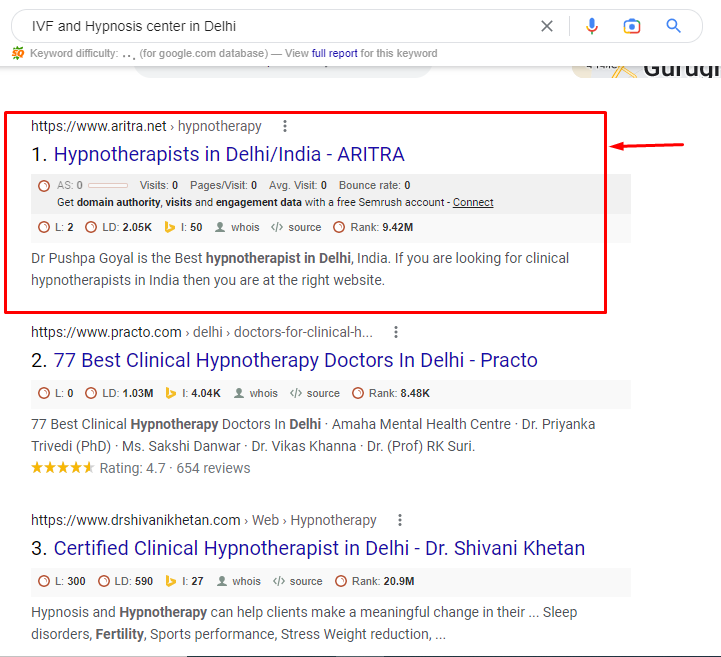 IVF and Hypnosis center in Delhi
Keyword difficulty: . . , (for google.com database) — View full report for this keyword
https://www.aritra.net › hypnotherapy
1. Hypnotherapists in Delhi/India - ARITRA
AS: 0 Visits: 0 Pages/Visit: 0 Avg. Visit: 0 Bounce rate: 0
Get domain authority, visits and engagement data with a free Semrush account - Connect
L: 2 LD: 2.05K I: 50 whois source Rank: 9.42M
Dr Pushpa Goyal is the Best hypnotherapist in Delhi, India. If you are looking for clinical
hypnotherapists in India then you are at the right website.
https://www.practo.com › delhi › doctors-for-clinical-h...
2. 77 Best Clinical Hypnotherapy Doctors In Delhi - Practo
L: 0 LD: 1.03M I: 4.04K whois source Rank: 8.48K
77 Best Clinical Hypnotherapy Doctors In Delhi · Amaha Mental Health Centre · Dr. Priyanka
Trivedi (PhD) · Ms. Sakshi Danwar · Dr. Vikas Khanna · Dr. (Prof) RK Suri.
Rating: 4.7 · 654 reviews
https://www.drshivanikhetan.com › Web › Hypnotherapy
3. Certified Clinical Hypnotherapist in Delhi - Dr. Shivani Khetan
L: 300 LD: 590 I: 27 whois source Rank: 20.9M
Hypnosis and Hypnotherapy can help clients make a meaningful change in their ... Sleep
disorders, Fertility, Sports performance, Stress Weight reduction, ...